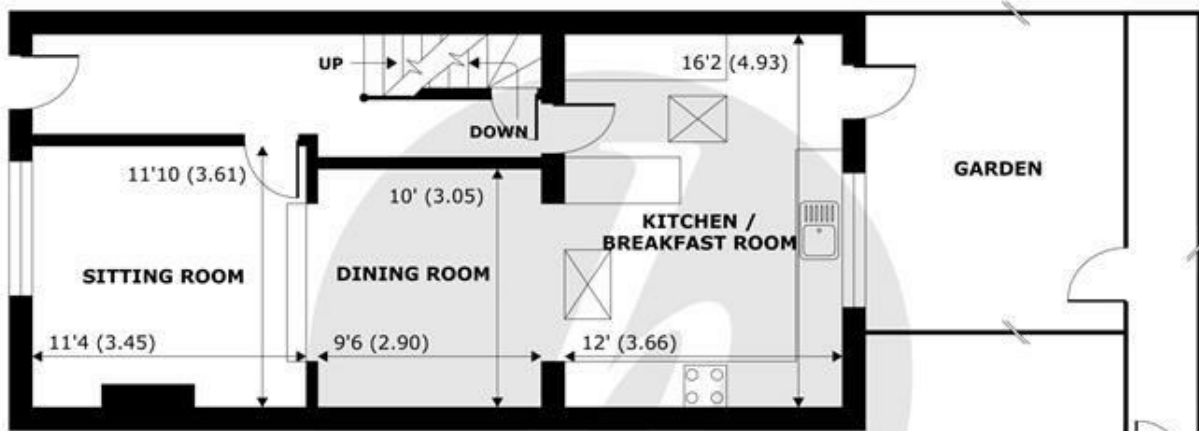 UP
16'2 (4.93)
DOWN
11'10 (3.61)
10' (3.05)
GARDEN
KITCHEN /
BREAKFAST ROOM
SITTING ROOM
DINING ROOM
11'4 (3.45)
9'6 (2.90)
12' (3.66)